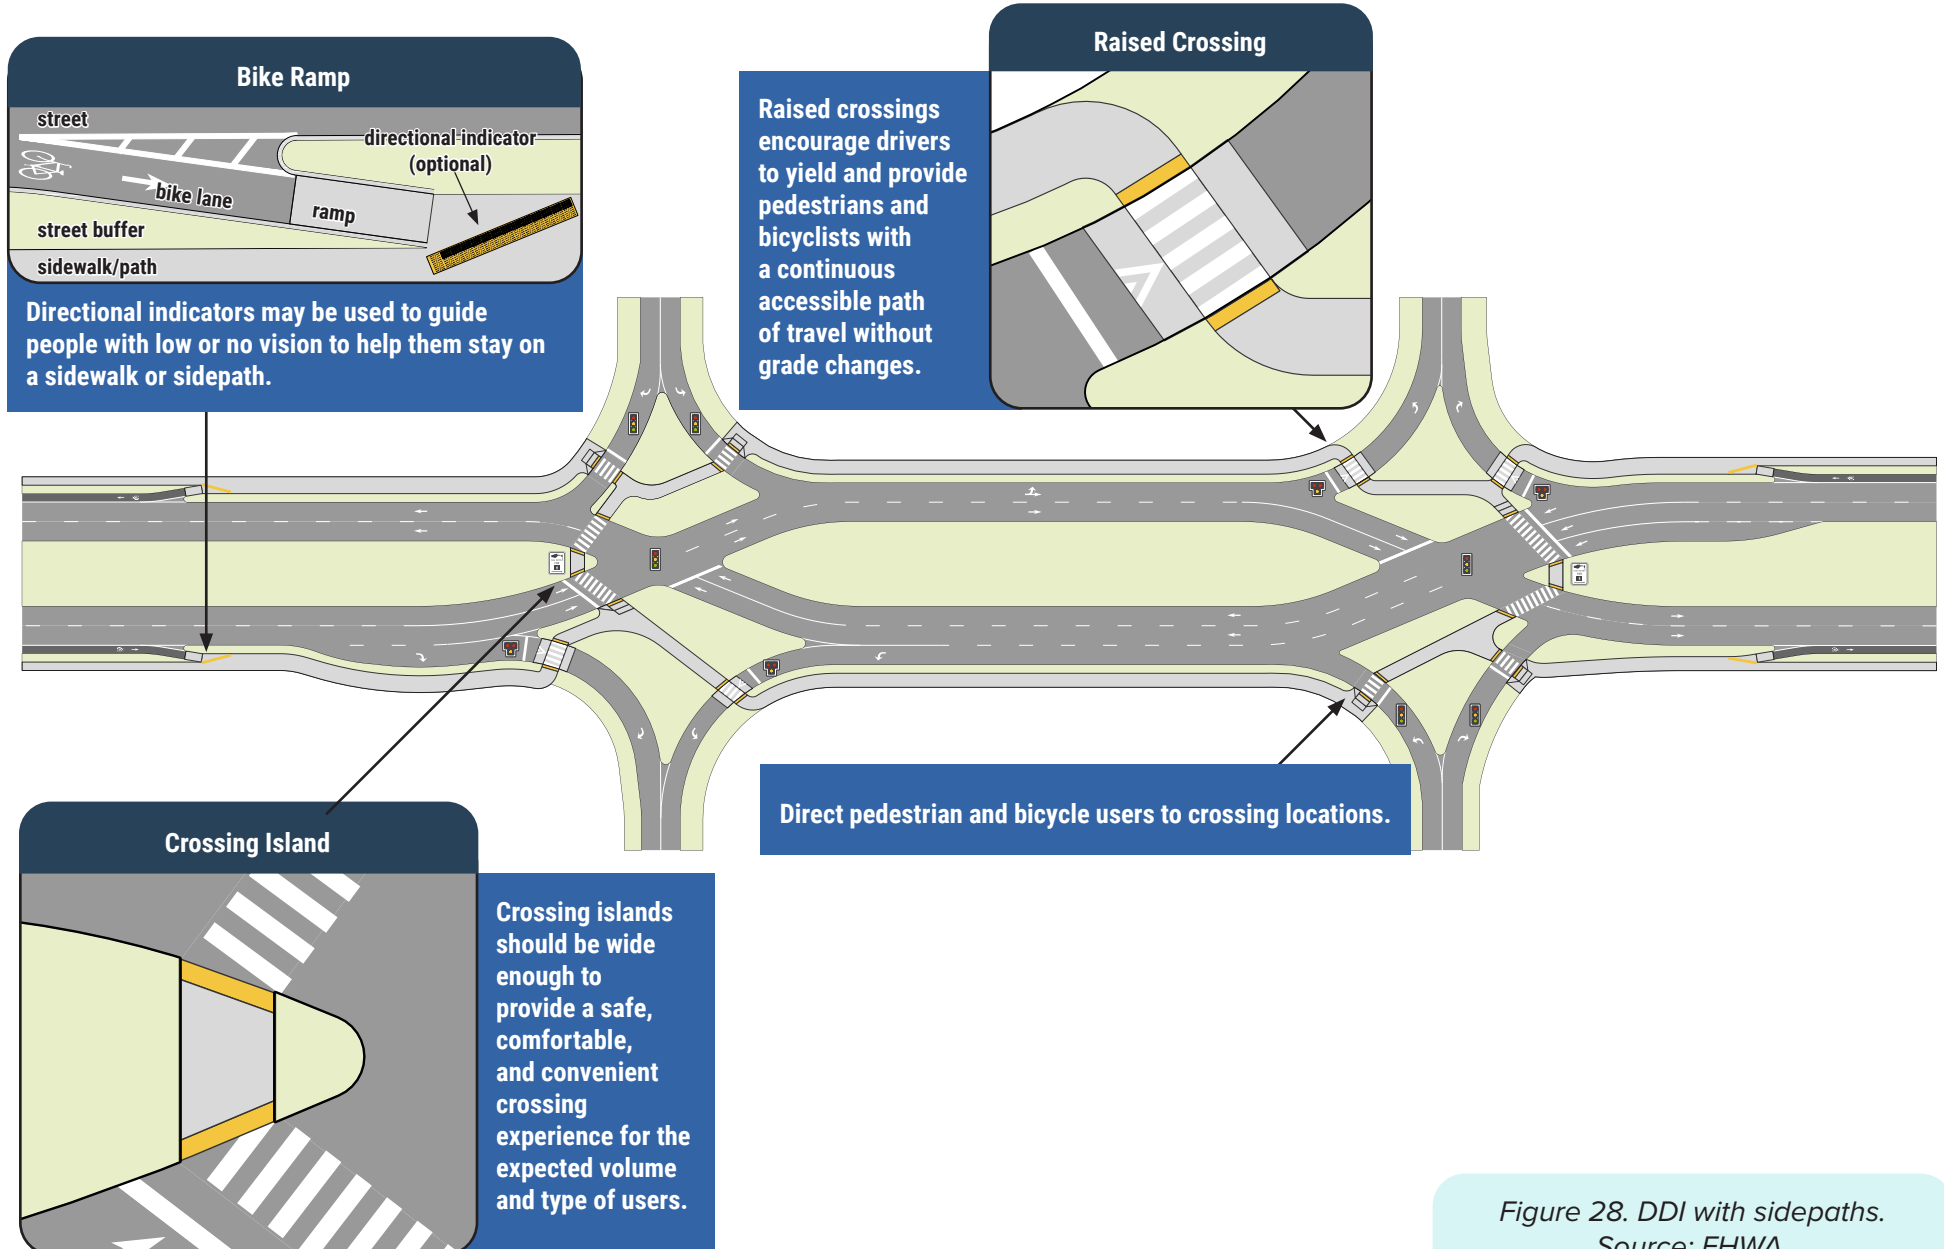 Bike Ramp
street
directional indicator
(optional)
bike lane
ramp
street buffer
sidewalk/path
Directional indicators may be used to guide
people with low or no vision to help them stay on
a sidewalk or sidepath.
Raised Crossing
Raised crossings
encourage drivers
to yield and provide
pedestrians and
bicyclists with
a continuous
accessible path
of travel without
grade changes.
Direct pedestrian and bicycle users to crossing locations.
Crossing Island
Crossing islands
should be wide
enough to
provide a safe,
comfortable,
and convenient
crossing
experience for the
expected volume
and type of users.
Figure 28. DDI with sidepaths.
Source: FHWA